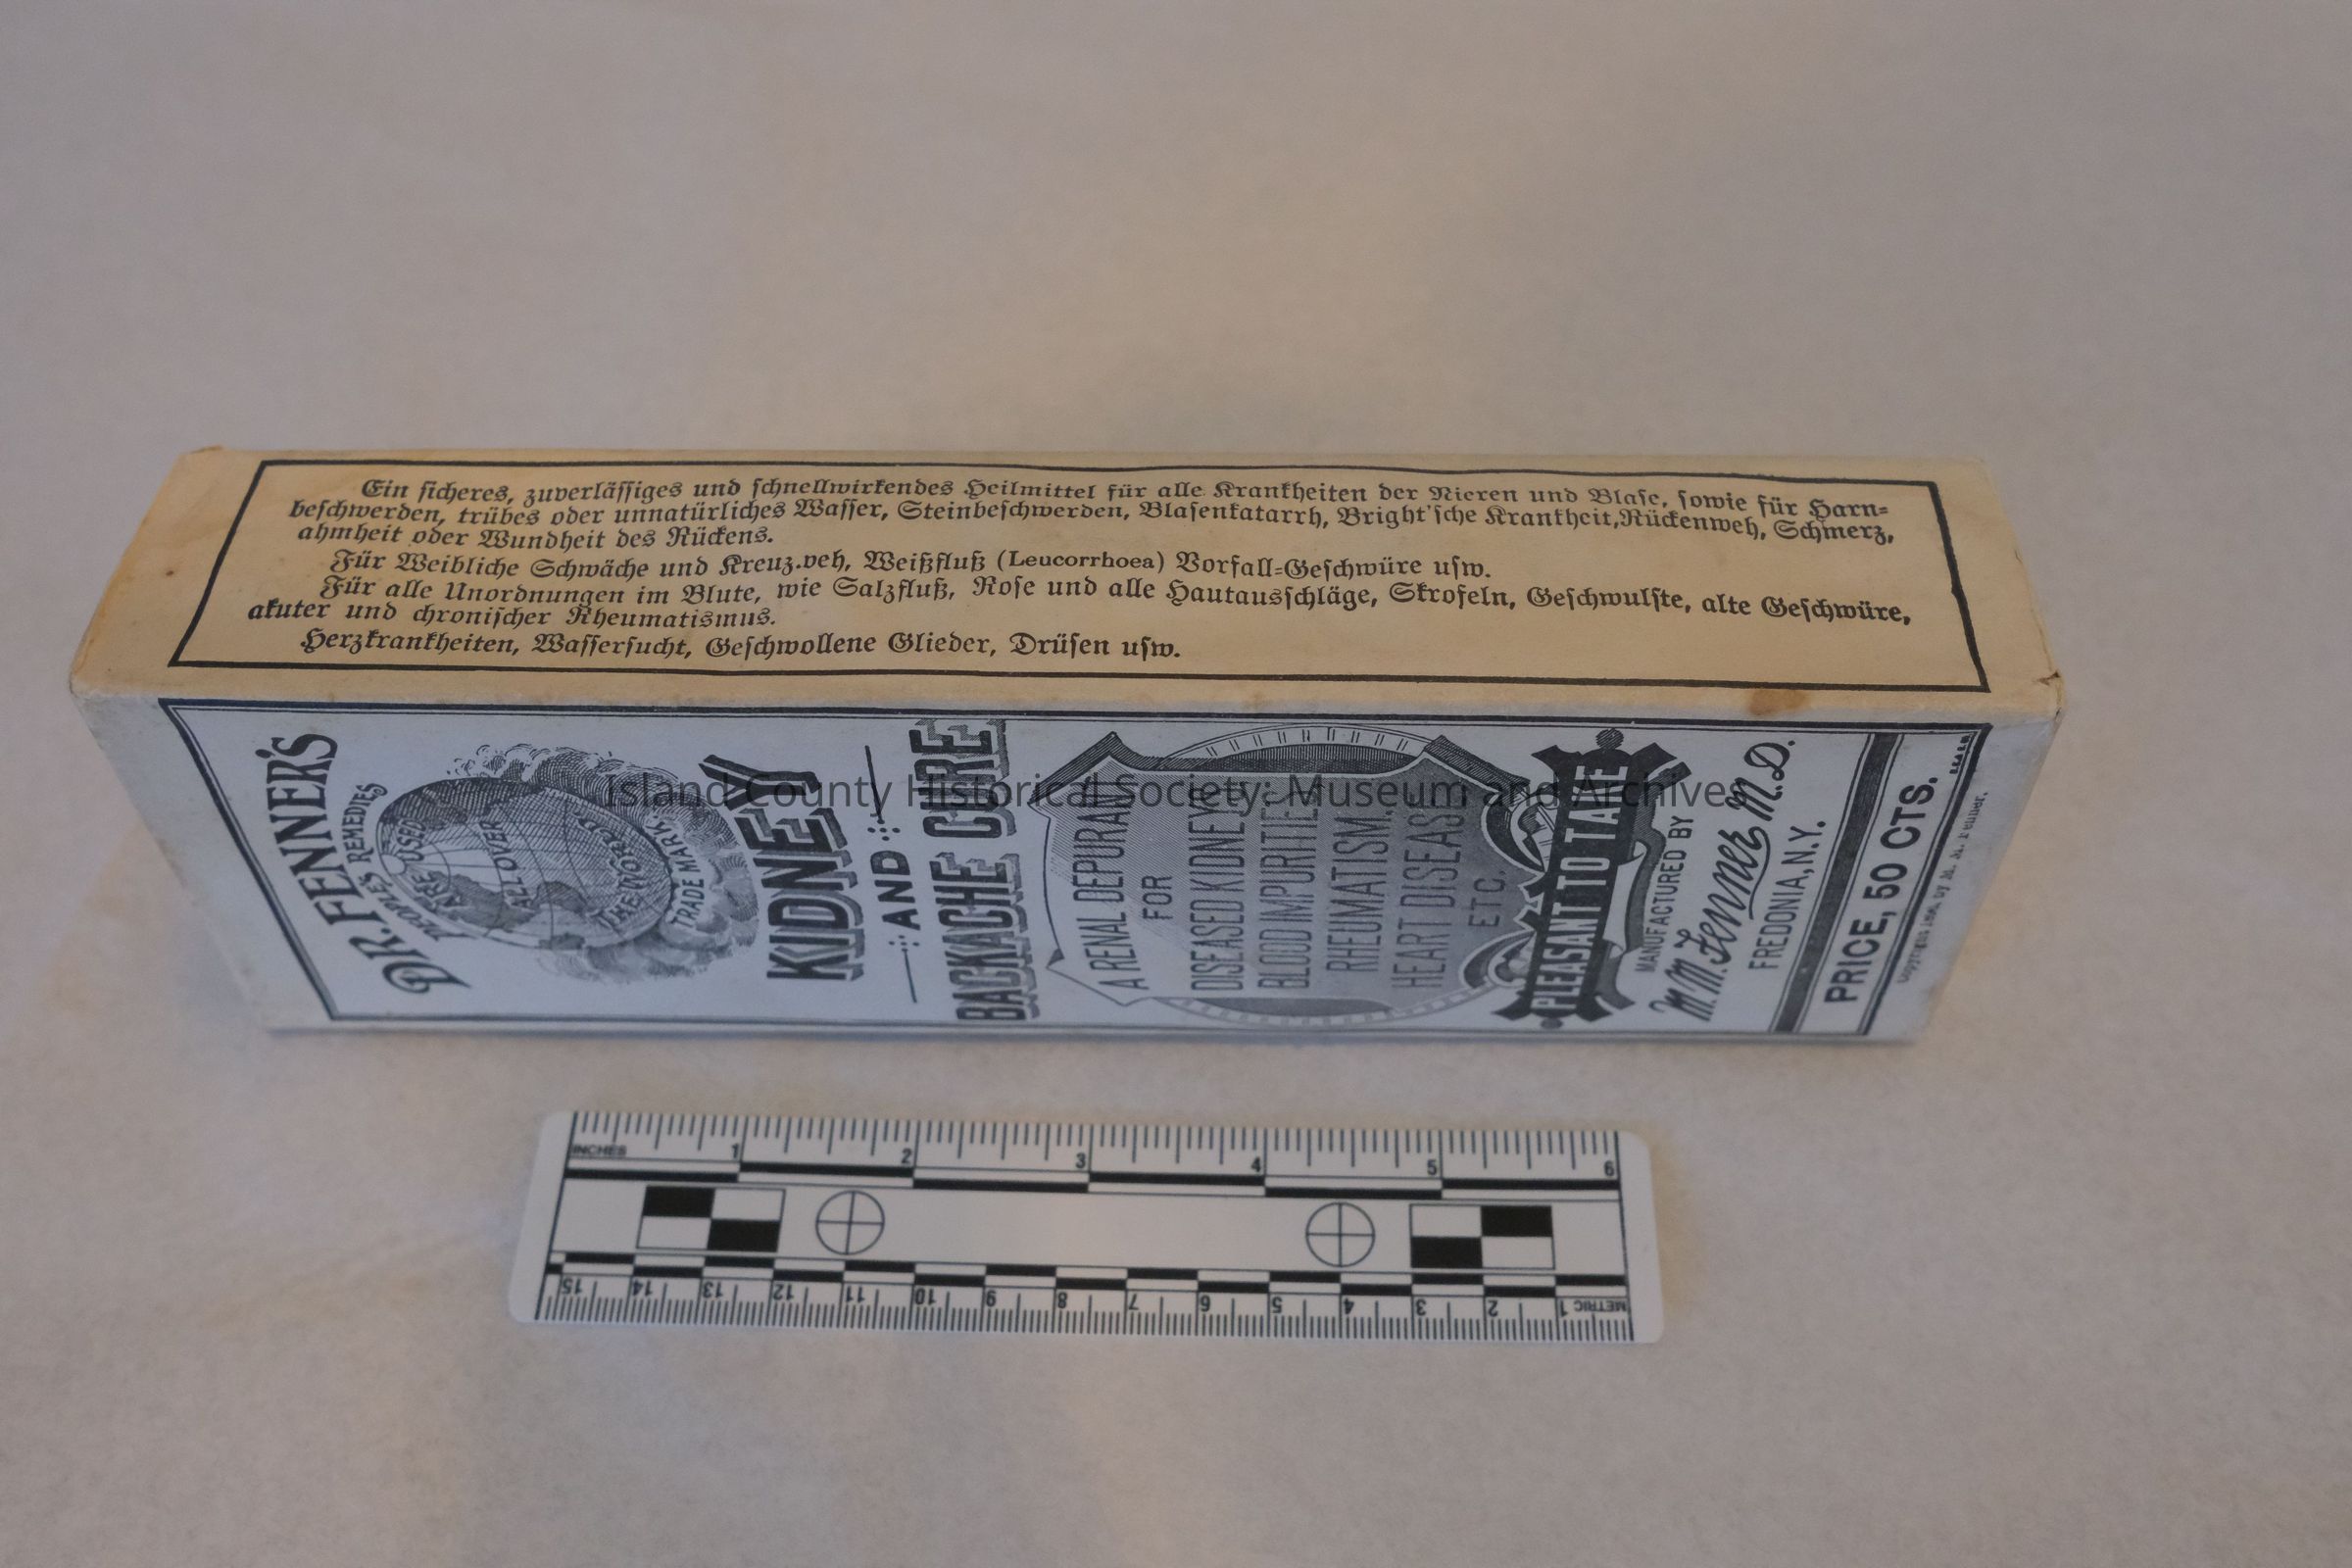 Ein sicheres, zuverlässiges und schnellwirkendes Heilmittel für alle Krankheiten der Nieren und Blase, sowie für Harn=
beschwerden, trübes oder unnatürliches Wasser, Steinbeschwerden, Blasenkatarrh, Bright'sche Krankheit, Rückenweh, Schmerz,
ahmheit oder Wundheit des Rückens.
Für Weibliche Schwäche und Kreuz.veh, Weißfluß (Leucorrhoea) Vorfall=Geschwüre usw.
Für alle Unordnungen im Blute, wie Salzfluß, Rose und alle Hautausschläge, Skrofeln, Geschwulste, alte Geschwüre,
akuter und chronischer Rheumatismus.
Herzkrankheiten, Wassersucht, Geschwollene Glieder, Drüsen usw.
DR. FENNER'S
PEOPLE'S REMEDIES
ARE USED
ALL OVER
THE WORLD
TRADE MARK.
KIDNEY
AND
BACKACHE CURE
A RENAL DEPURANT
FOR
DISEASED KIDNEYS
BLOOD IMPURITIES
RHEUMATISM.
HEART DISEASE
ETC.
PLEASANT TO TAKE
MANUFACTURED BY
M. M. Fenner M. D.
FREDONIA, N.Y.
PRICE, 50 CTS.
by M. M. Fenner.
Island County Historical Society: Museum and Archives
INCHES 1 2 3 4 5 6
15 14 13 12 11 10 9 8 7 6 5 4 3 2 1 METRIC